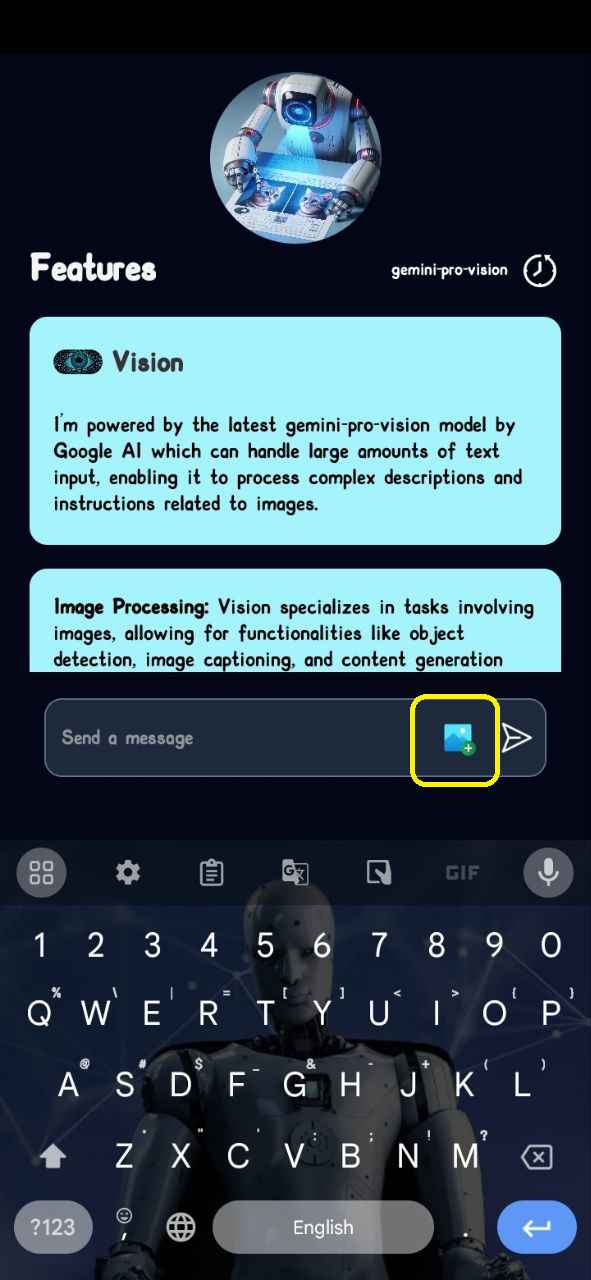 Features
gemini-pro-vision
Vision
I'm powered by the latest gemini-pro-vision model by
Google AI which can handle large amounts of text
input, enabling it to process complex descriptions and
instructions related to images.
Image Processing: Vision specializes in tasks involving
images, allowing for functionalities like object
detection, image captioning, and content generation
Send a message
GIF
1 2 3 4 5 6 7 8 9 0
% \ | = [ ] < > { }
Q W E R T Y U I O P
@ # $ _ & - + ( )
A S D F G H J K L
* " ' : ; ! ?
Z X C V B N M
?123 , English .